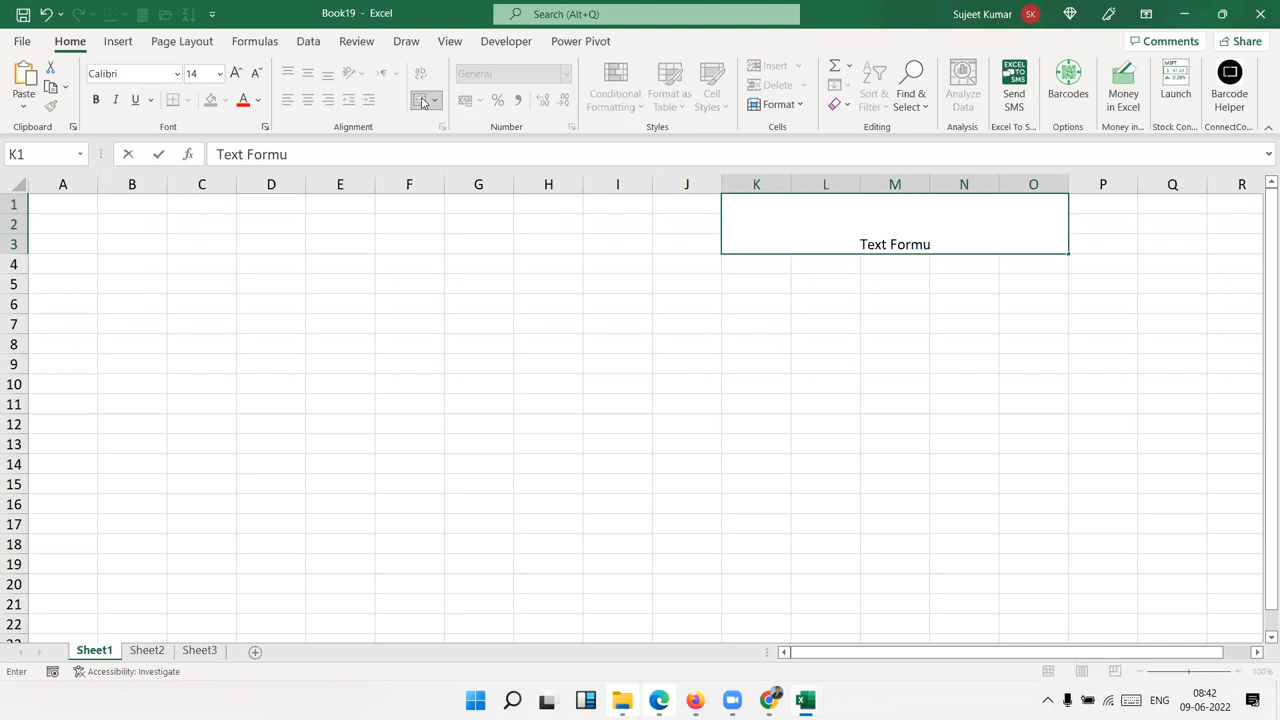 Book19 - Excel
Search (Alt+Q)
Sujeet Kumar SK
File Home Insert Page Layout Formulas Data Review Draw View Developer Power Pivot Comments Share
Paste
Calibri 14
B I U
General
Conditional Formatting
Format as Table
Cell Styles
Insert
Delete
Format
Sort & Filter
Find & Select
Analyze Data
Send SMS
Barcodes
Money in Excel
Launch
Barcode Helper
Clipboard Font Alignment Number Styles Cells Editing Analysis Excel To S... Options Money in... Stock Con... ConnectCo...
K1 fx Text Formu
A B C D E F G H I J K L M N O P Q R
1
2
3 Text Formu
4
5
6
7
8
9
10
11
12
13
14
15
16
17
18
19
20
21
22
Sheet1 Sheet2 Sheet3
Enter Accessibility: Investigate 100%
ENG 08:42
09-06-2022